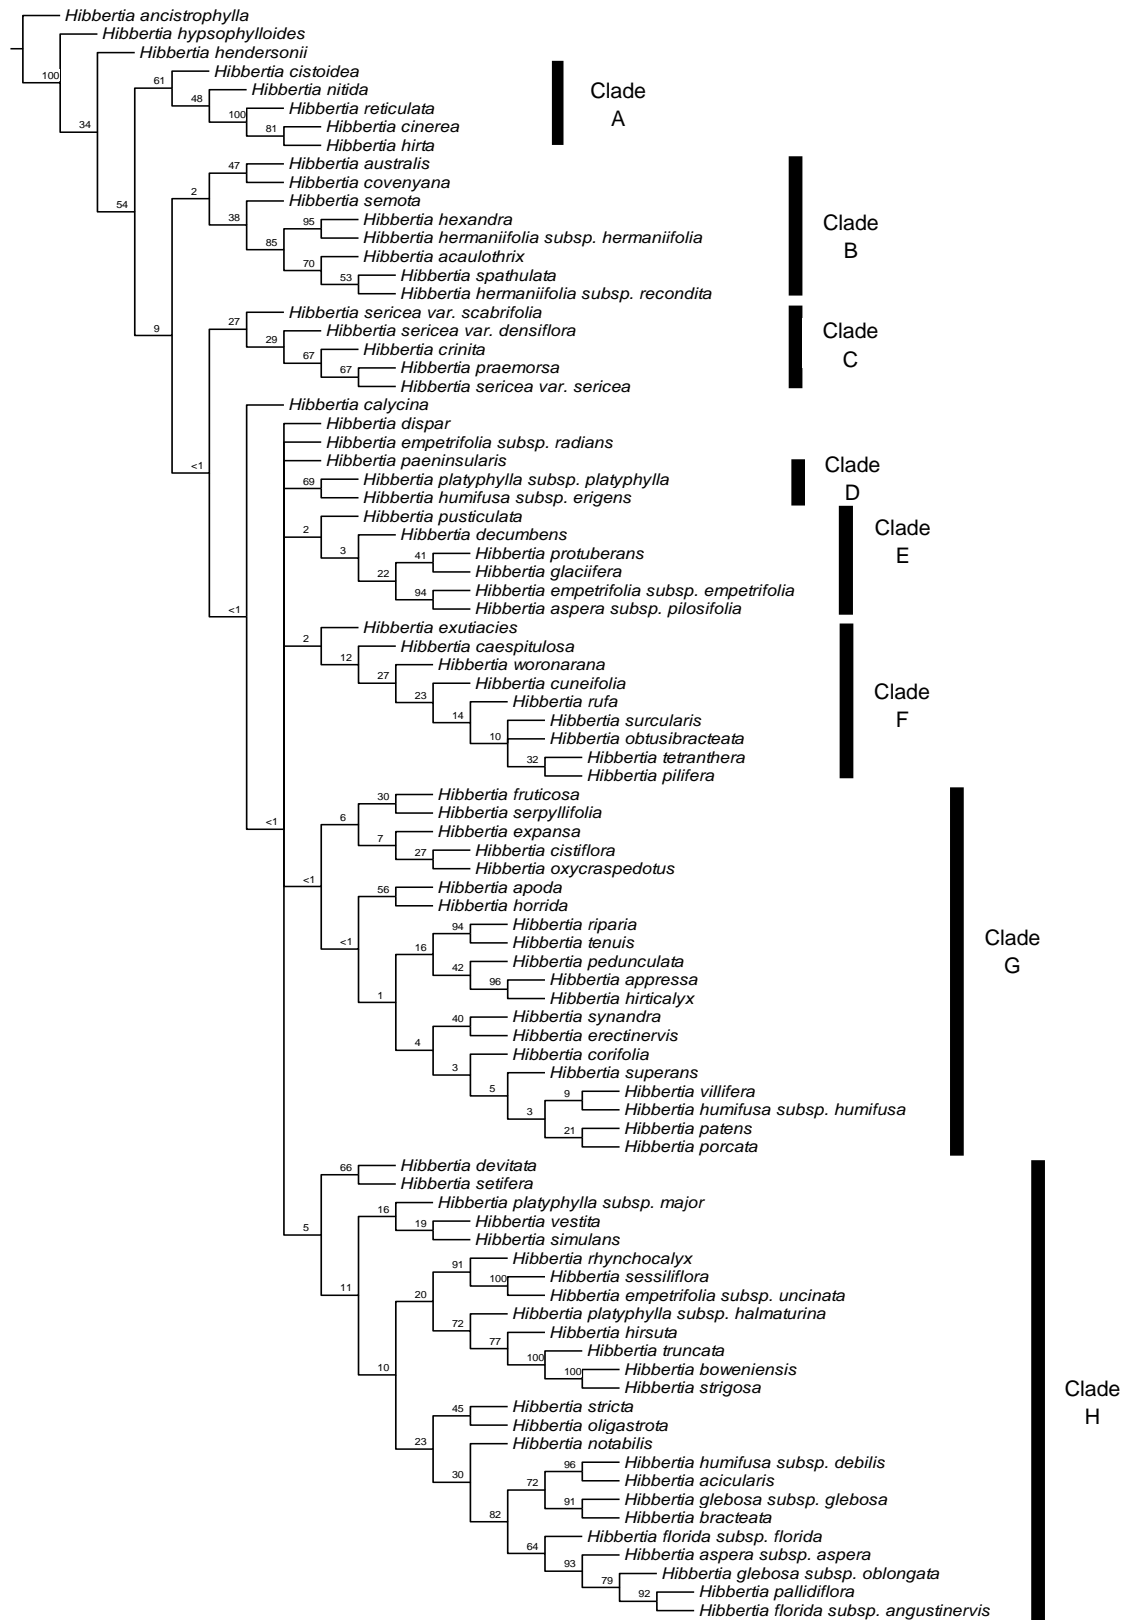 Hibbertia ancistrophylla
Hibbertia hypsophylloides
Hibbertia hendersonii
100
34
54
61
Hibbertia cistoidea
48
Hibbertia nitida
100
Hibbertia reticulata
81
Hibbertia cinerea
Hibbertia hirta
Clade
A
9
2
47
Hibbertia australis
Hibbertia covenyana
38
Hibbertia semota
85
95
Hibbertia hexandra
Hibbertia hermaniifolia subsp. hermaniifolia
70
Hibbertia acaulothrix
53
Hibbertia spathulata
Hibbertia hermaniifolia subsp. recondita
Clade
B
<1
27
Hibbertia sericea var. scabrifolia
29
Hibbertia sericea var. densiflora
67
Hibbertia crinita
67
Hibbertia praemorsa
Hibbertia sericea var. sericea
Clade
C
<1
Hibbertia calycina
<1
Hibbertia dispar
Hibbertia empetrifolia subsp. radians
Hibbertia paeninsularis
69
Hibbertia platyphylla subsp. platyphylla
Hibbertia humifusa subsp. erigens
Clade
D
2
Hibbertia pusticulata
3
Hibbertia decumbens
22
41
Hibbertia protuberans
Hibbertia glaciifera
94
Hibbertia empetrifolia subsp. empetrifolia
Hibbertia aspera subsp. pilosifolia
Clade
E
2
Hibbertia exutiacies
12
Hibbertia caespitulosa
27
Hibbertia woronarana
23
Hibbertia cuneifolia
14
Hibbertia rufa
10
Hibbertia surcularis
Hibbertia obtusibracteata
32
Hibbertia tetranthera
Hibbertia pilifera
Clade
F
<1
6
30
Hibbertia fruticosa
Hibbertia serpyllifolia
7
Hibbertia expansa
27
Hibbertia cistiflora
Hibbertia oxycraspedotus
<1
56
Hibbertia apoda
Hibbertia horrida
1
16
94
Hibbertia riparia
Hibbertia tenuis
42
Hibbertia pedunculata
96
Hibbertia appressa
Hibbertia hirticalyx
4
40
Hibbertia synandra
Hibbertia erectinervis
3
Hibbertia corifolia
5
Hibbertia superans
3
9
Hibbertia villifera
Hibbertia humifusa subsp. humifusa
21
Hibbertia patens
Hibbertia porcata
Clade
G
5
66
Hibbertia devitata
Hibbertia setifera
11
16
Hibbertia platyphylla subsp. major
19
Hibbertia vestita
Hibbertia simulans
10
20
91
Hibbertia rhynchocalyx
100
Hibbertia sessiliflora
Hibbertia empetrifolia subsp. uncinata
72
Hibbertia platyphylla subsp. halmaturina
77
Hibbertia hirsuta
100
Hibbertia truncata
100
Hibbertia boweniensis
Hibbertia strigosa
23
45
Hibbertia stricta
Hibbertia oligastrota
30
Hibbertia notabilis
82
72
96
Hibbertia humifusa subsp. debilis
Hibbertia acicularis
91
Hibbertia glebosa subsp. glebosa
Hibbertia bracteata
64
Hibbertia florida subsp. florida
93
Hibbertia aspera subsp. aspera
79
Hibbertia glebosa subsp. oblongata
92
Hibbertia pallidiflora
Hibbertia florida subsp. angustinervis
Clade
H